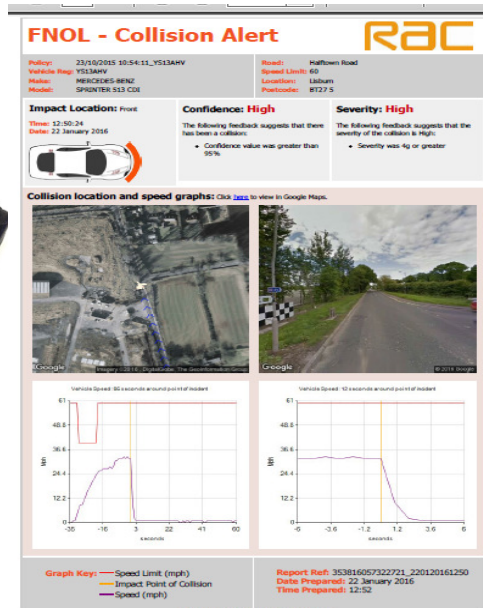 FNOL - Collision Alert
RAC
Policy: 23/10/2015 10:54:11_YS13AHV
Vehicle Reg: YS13AHV
Make: MERCEDES-BENZ
Model: SPRINTER 513 CDI
Road: Halftown Road
Speed Limit: 60
Location: Lisburn
Postcode: BT27 5
Impact Location: Front
Time: 12:50:24
Date: 22 January 2016
Confidence: High
The following feedback suggests that there
has been a collision:
• Confidence value was greater than
95%
Severity: High
The following feedback suggests that the
severity of the collision is High:
• Severity was 4g or greater
Collision location and speed graphs: Click here to view in Google Maps.
Google
Imagery ©2016, DigitalGlobe, The GeoInformation Group
Google
© 2016 Google
Vehicle Speed: 95 seconds around point of incident
61
48.8
36.6
24.4
12.2
0
Mph
-35 -16 3 22 41 60
seconds
Vehicle Speed: 12 seconds around point of incident
61
48.8
36.6
24.4
12.2
0
Mph
-6 -3.6 -1.2 1.2 3.6 6
seconds
Graph Key: Speed Limit (mph)
Impact Point of Collision
Speed (mph)
Report Ref: 353816057322721_220120161250
Date Prepared: 22 January 2016
Time Prepared: 12:52